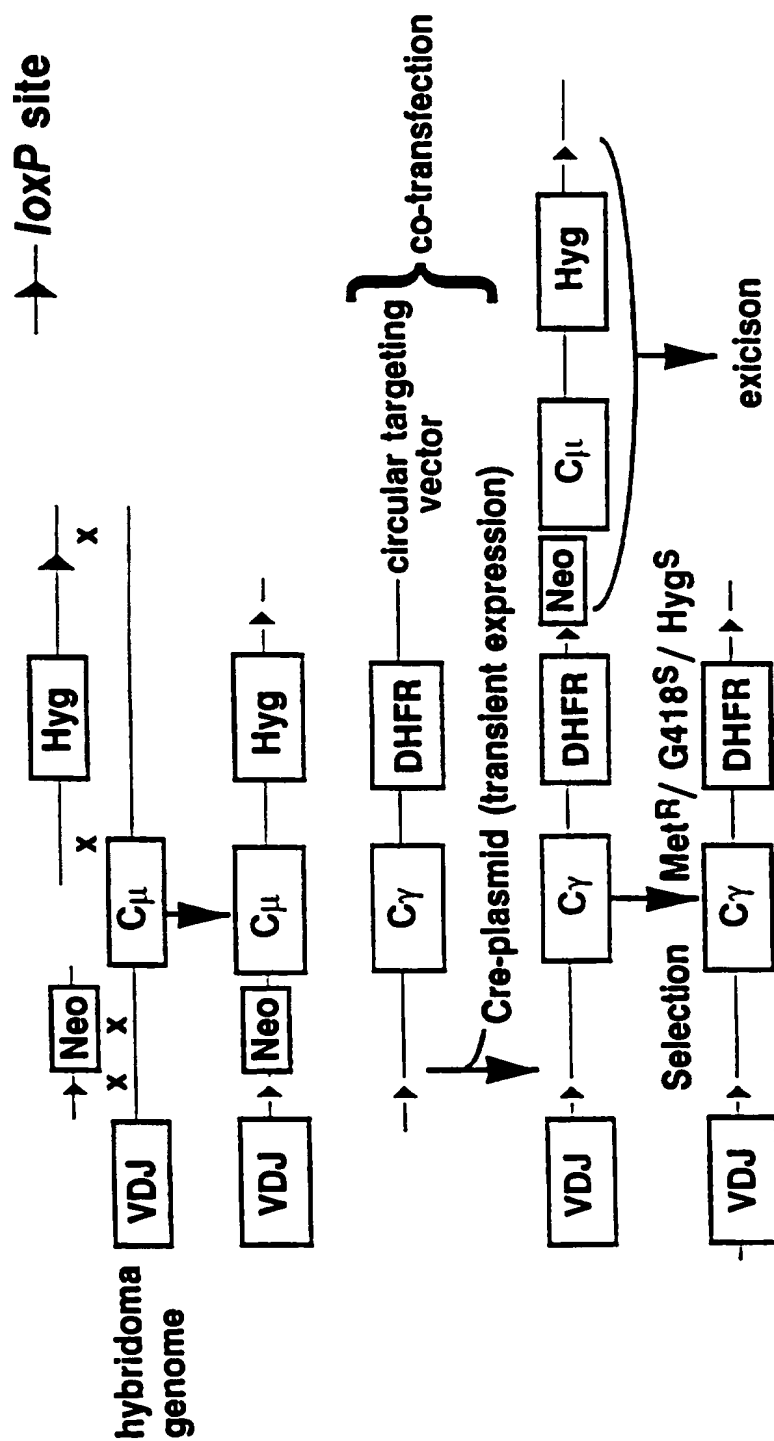 loxP site
Neo
Hyg
x x x x
hybridoma
genome
VDJ Cμ
VDJ Neo Cμ Hyg
Cγ DHFR circular targeting
vector
co-transfection
Cre-plasmid (transient expression)
VDJ Cγ DHFR Neo Cμ Hyg
exicison
Selection MetR/ G418S/ HygS
VDJ Cγ DHFR